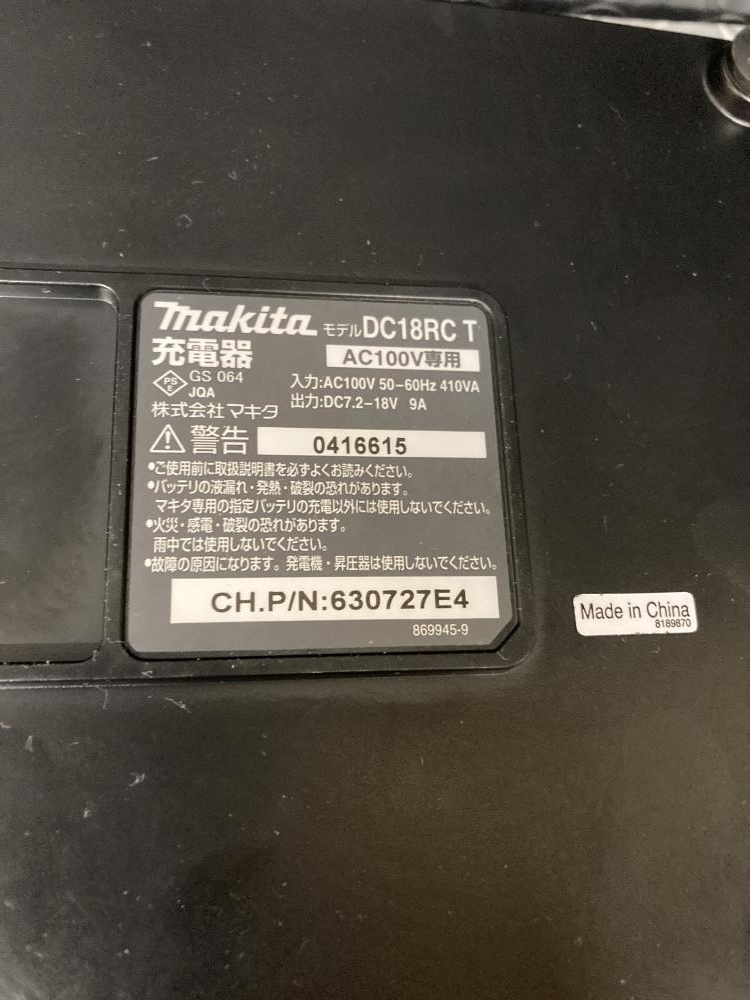 makita モデル DC18RC T
充電器 AC100V専用
PS E GS 064
JQA
入力:AC100V 50-60Hz 410VA
出力:DC7.2-18V 9A
株式会社 マキタ
警告 0416615
•ご使用前に取扱説明書を必ずよくお読みください。
•バッテリの液漏れ・発熱・破裂の恐れがあります。
マキタ専用の指定バッテリの充電以外には使用しないでください。
•火災・感電・破裂の恐れがあります。
雨中では使用しないでください。
•故障の原因になります。発電機・昇圧器は使用しないでください。
CH.P/N:630727E4
869945-9
Made in China
8189870